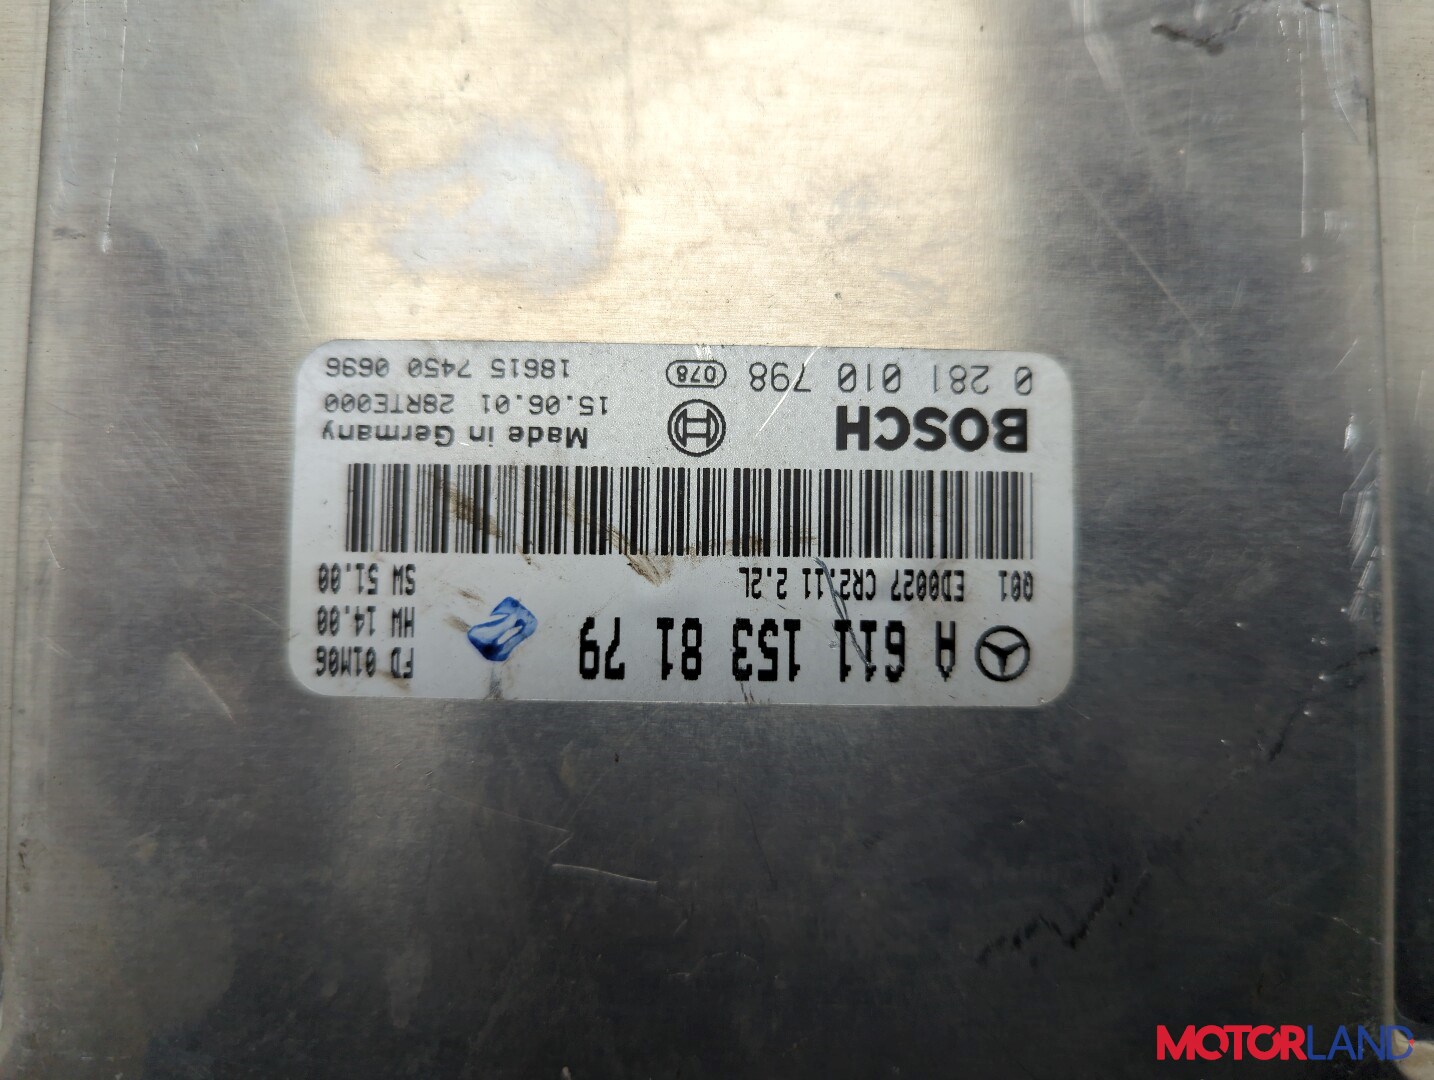 A 611 153 81 79
FD 01M06
HW 14.00
Q01 ED0027 CR2.11 2.2L
SW 51.00
BOSCH
Made in Germany
15.06.01 28RTE000
0 281 010 798
078
18615 7450 0696
MOTORLAND